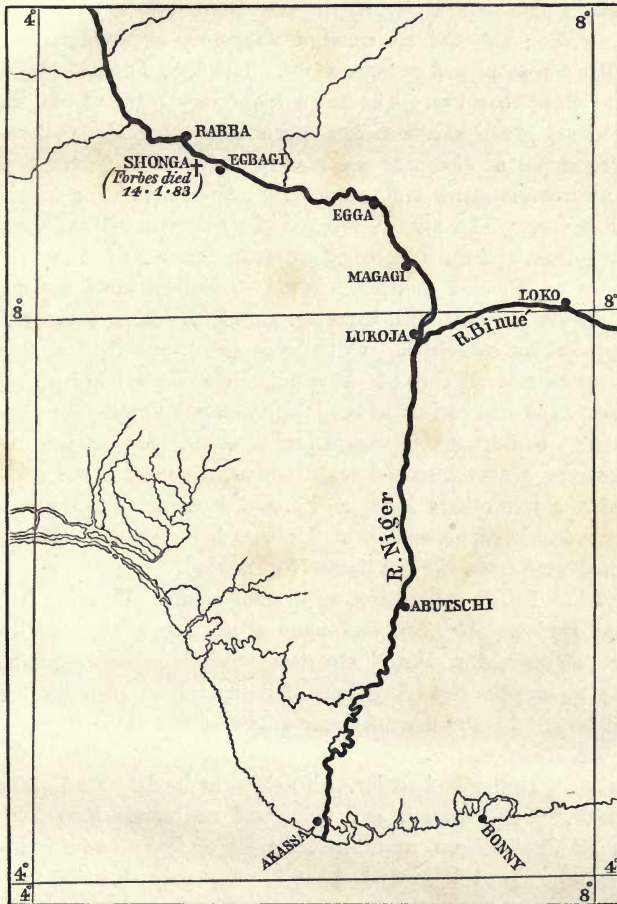 4°
8°
RABBA
SHONGA
EGBAGI
(Forbes died
14·1·83)
EGGA
MAGAGI
LOKO
8°
8°
R. Binué
LUKOJA
R. Niger
ABUTSCHI
AKASSA
BONNY
4°
4°
4°
8°